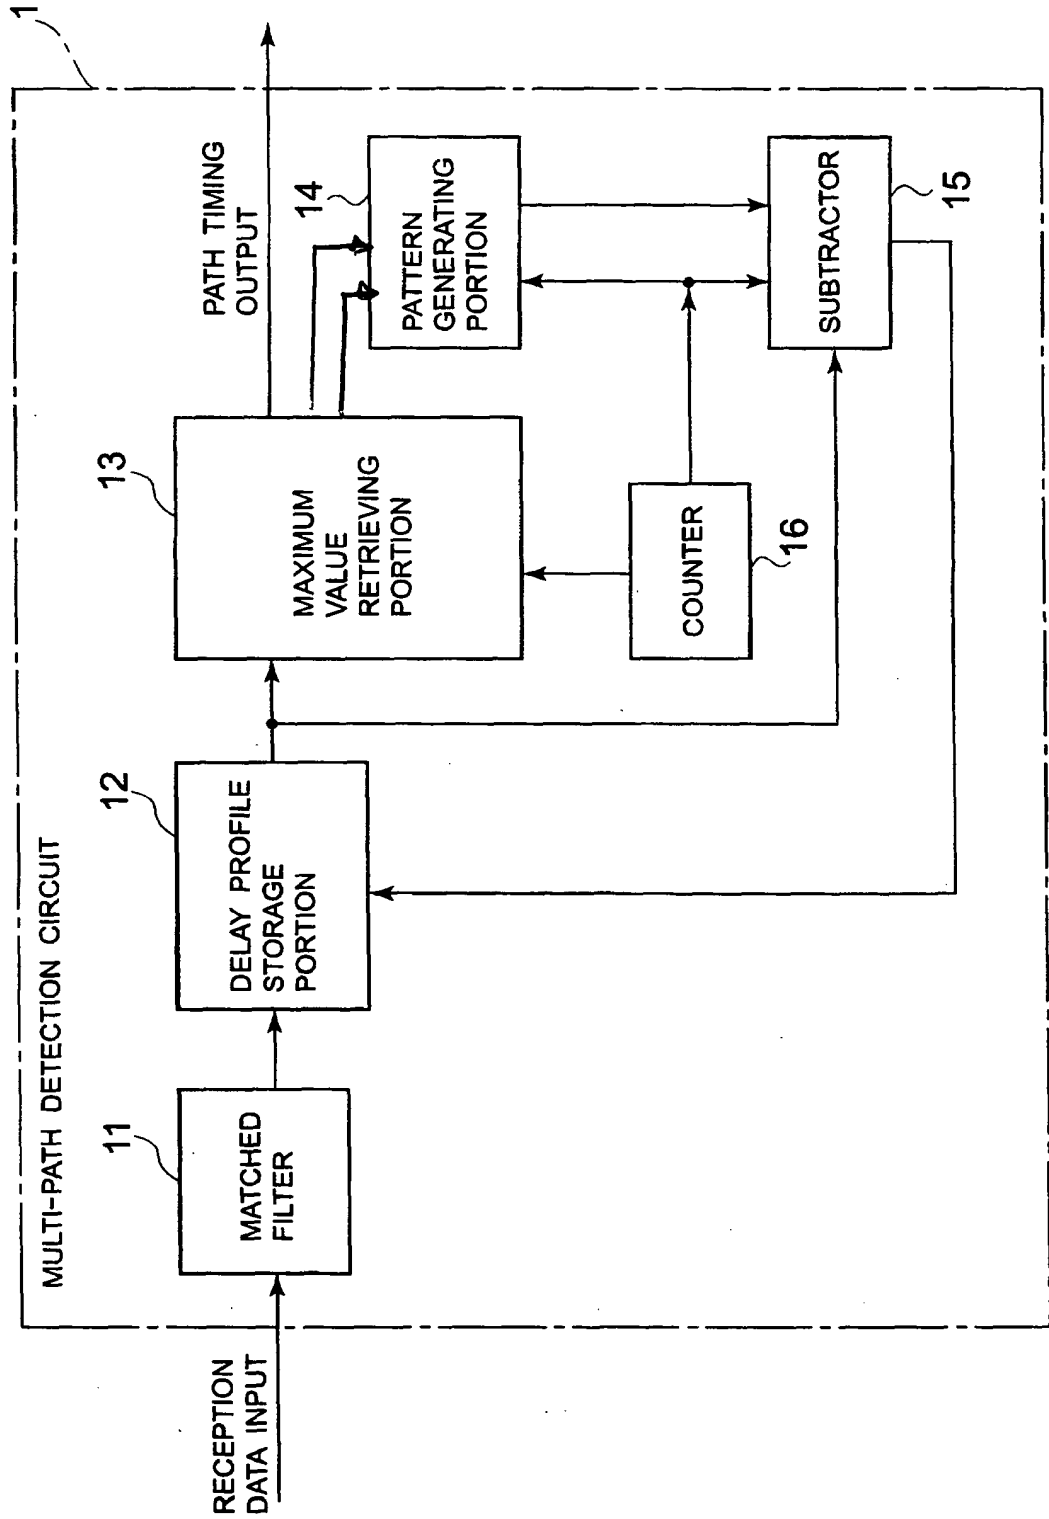 1
MULTI-PATH DETECTION CIRCUIT
RECEPTION
DATA INPUT
11
MATCHED
FILTER
12
DELAY PROFILE
STORAGE
PORTION
13
MAXIMUM
VALUE
RETRIEVING
PORTION
PATH TIMING
OUTPUT
14
PATTERN
GENERATING
PORTION
COUNTER
16
SUBTRACTOR
15